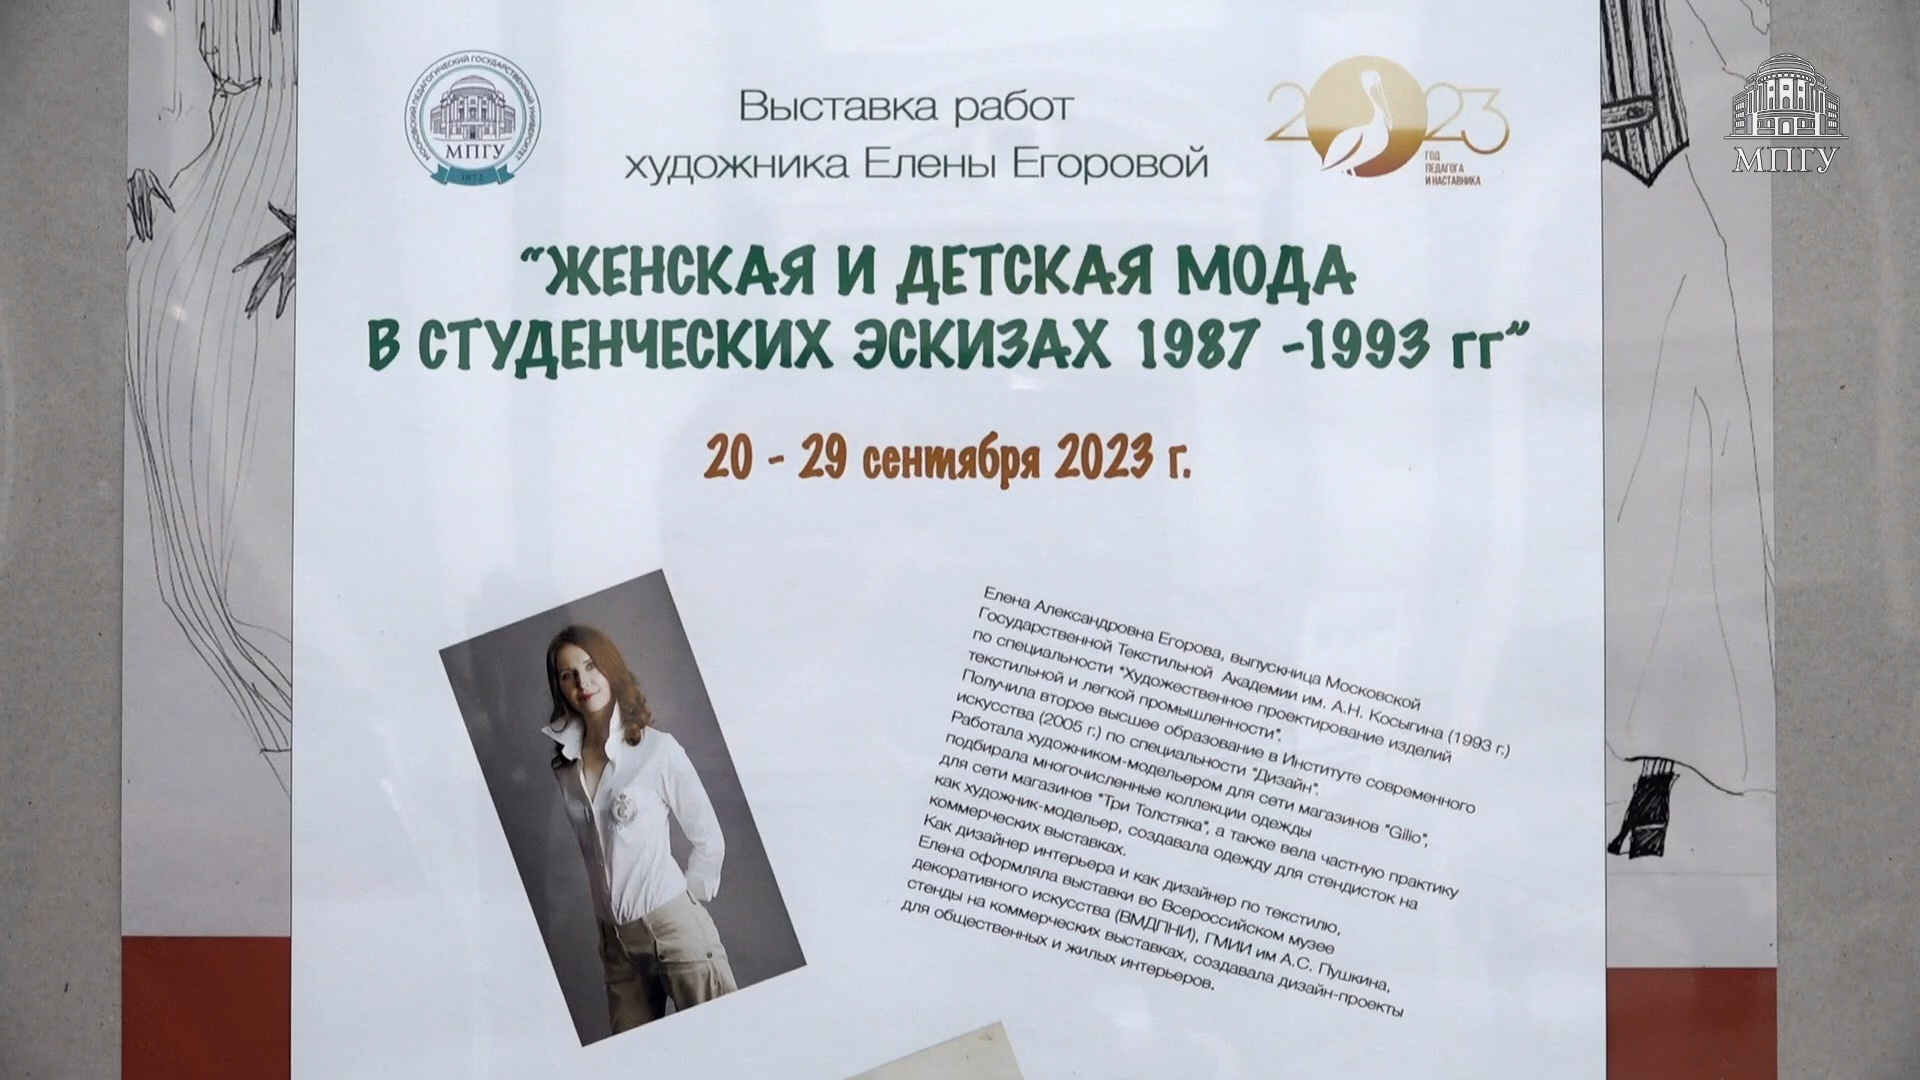 МОСКОВСКИЙ ПЕДАГОГИЧЕСКИЙ ГОСУДАРСТВЕННЫЙ УНИВЕРСИТЕТ
МПГУ
1872
Выставка работ
художника Елены Егоровой
2023
ГОД
ПЕДАГОГА
И НАСТАВНИКА
МПГУ
“ЖЕНСКАЯ И ДЕТСКАЯ МОДА
В СТУДЕНЧЕСКИХ ЭСКИЗАХ 1987 -1993 гг”
20 - 29 сентября 2023 г.
Елена Александровна Егорова, выпускница Московской
Государственной Текстильной Академии им. А.Н. Косыгина (1993 г.)
по специальности "Художественное проектирование изделий
текстильной и легкой промышленности".
Получила второе высшее образование в Институте современного
искусства (2005 г.) по специальности "Дизайн".
Работала художником-модельером для сети магазинов "Gilio",
подбирала многочисленные коллекции одежды
для сети магазинов "Три Толстяка", а также вела частную практику
как художник-модельер, создавала одежду для стендисток на
коммерческих выставках.
Как дизайнер интерьера и как дизайнер по текстилю,
Елена оформляла выставки во Всероссийском музее
декоративного искусства (ВМДПНИ), ГМИИ им А.С. Пушкина,
стенды на коммерческих выставках, создавала дизайн-проекты
для общественных и жилых интерьеров.